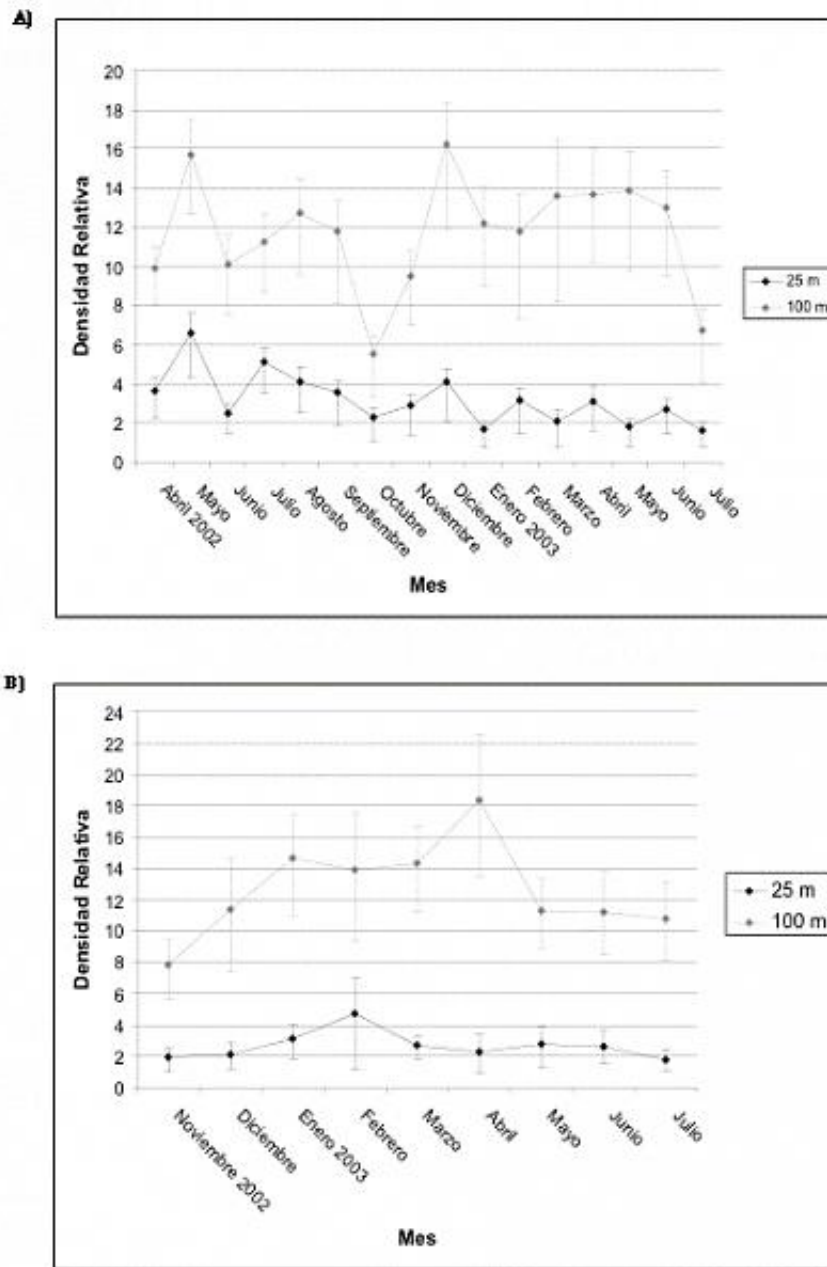 A)
20
18
16
14
12
10
8
6
4
2
0
Densidad Relativa
Abril 2002
Mayo
Junio
Julio
Agosto
Septiembre
Octubre
Noviembre
Diciembre
Enero 2003
Febrero
Marzo
Abril
Mayo
Junio
Julio
Mes
25 m
100 m
B)
24
22
20
18
16
14
12
10
8
6
4
2
0
Densidad Relativa
Noviembre 2002
Diciembre
Enero 2003
Febrero
Marzo
Abril
Mayo
Junio
Julio
Mes
25 m
100 m